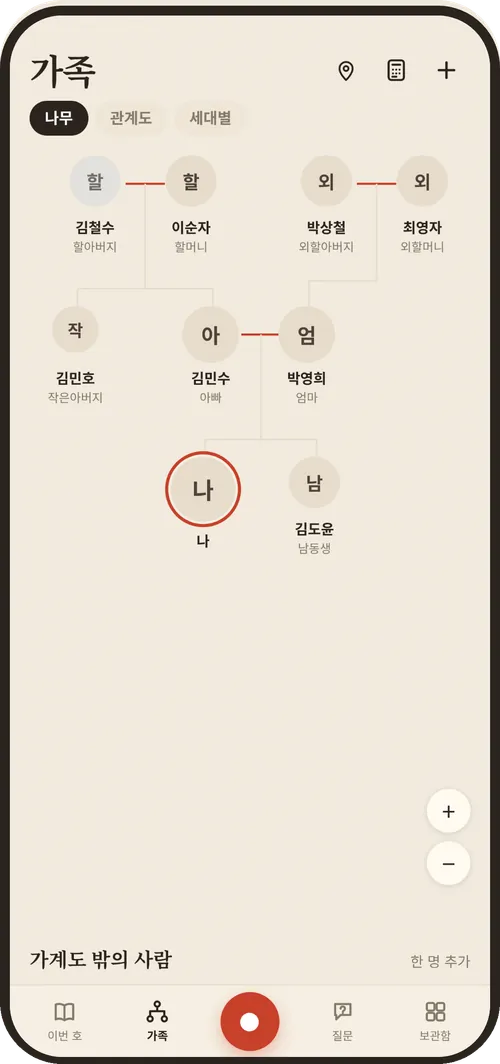 가족
나무 관계도 세대별
할 할 외 외
김철수 이순자 박상철 최영자
할아버지 할머니 외할아버지 외할머니
작 아 엄
김민호 김민수 박영희
작은아버지 아빠 엄마
나 남
나 김도윤
남동생
+
−
가계도 밖의 사람 한 명 추가
이번 호 가족 질문 보관함